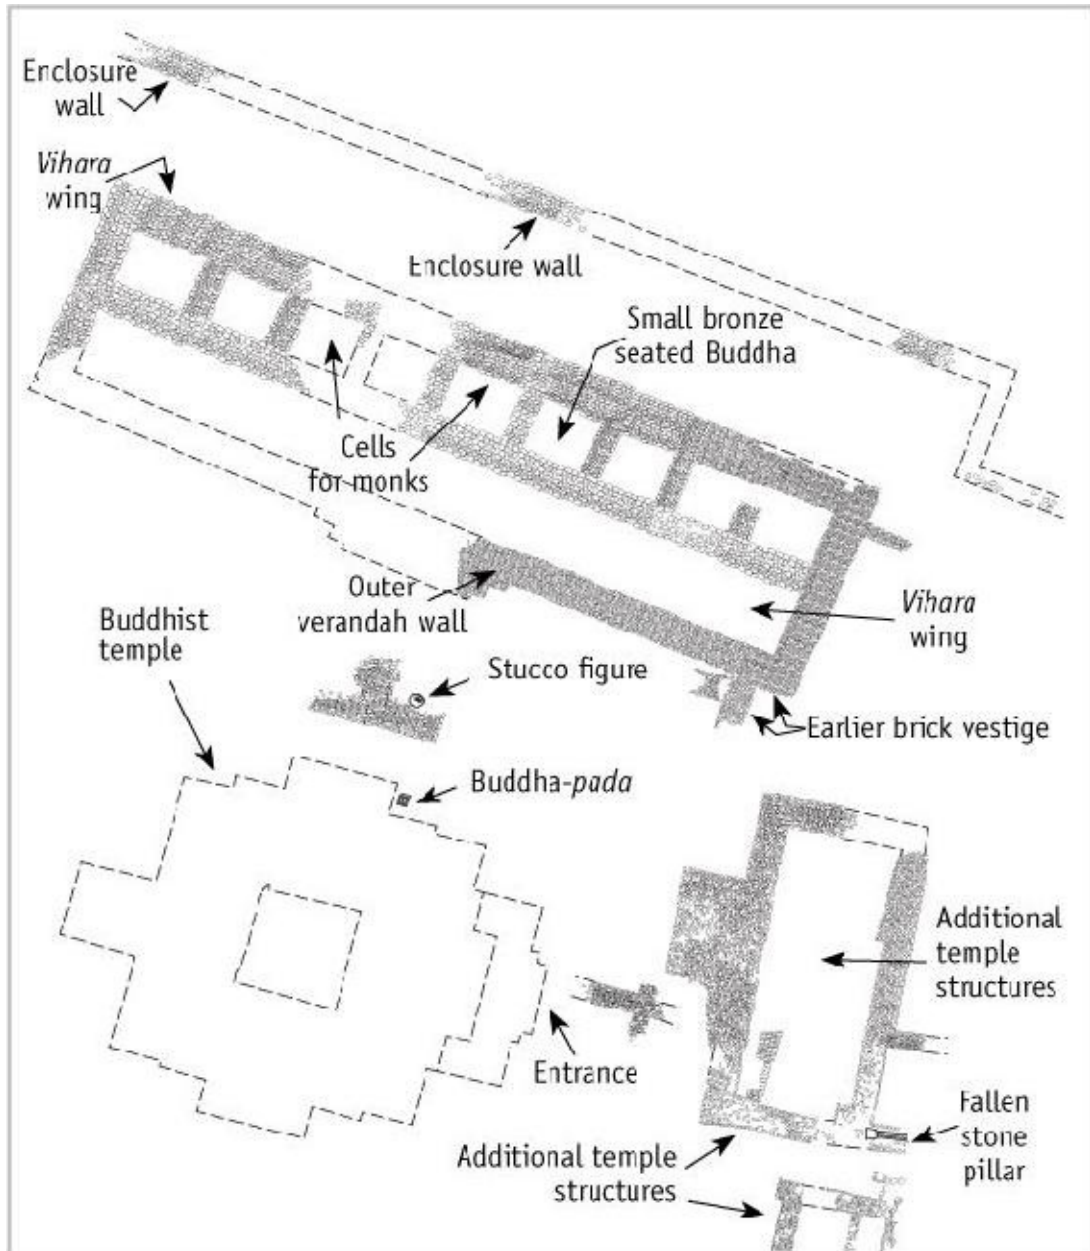 Enclosure
wall
Vihara
wing
Enclosure wall
Small bronze
seated Buddha
Cells
for monks
Outer
verandah wall
Vihara
wing
Buddhist
temple
Stucco figure
Earlier brick vestige
Buddha-pada
Additional
temple
structures
Entrance
Fallen
stone
pillar
Additional temple
structures